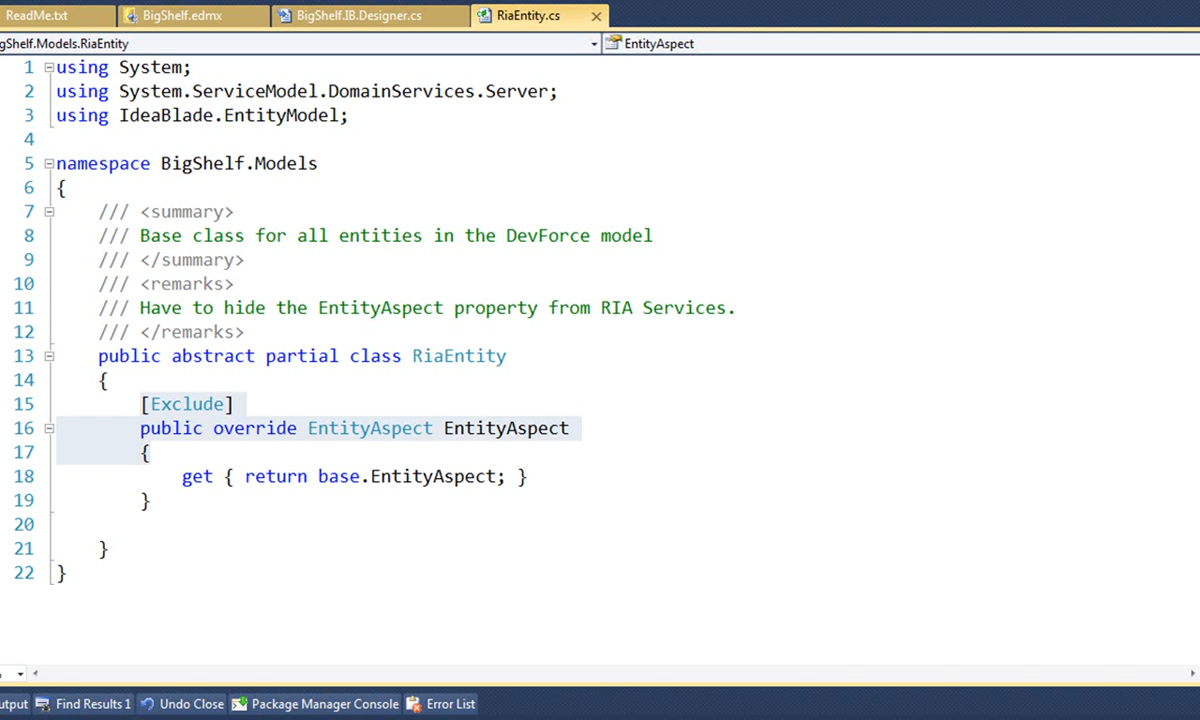 ReadMe.txt BigShelf.edmx BigShelf.IB.Designer.cs RiaEntity.cs
gShelf.Models.RiaEntity EntityAspect
1 using System;
2 using System.ServiceModel.DomainServices.Server;
3 using IdeaBlade.EntityModel;
4
5 namespace BigShelf.Models
6 {
7 /// <summary>
8 /// Base class for all entities in the DevForce model
9 /// </summary>
10 /// <remarks>
11 /// Have to hide the EntityAspect property from RIA Services.
12 /// </remarks>
13 public abstract partial class RiaEntity
14 {
15 [Exclude]
16 public override EntityAspect EntityAspect
17 {
18 get { return base.EntityAspect; }
19 }
20
21 }
22 }
utput Find Results 1 Undo Close Package Manager Console Error List